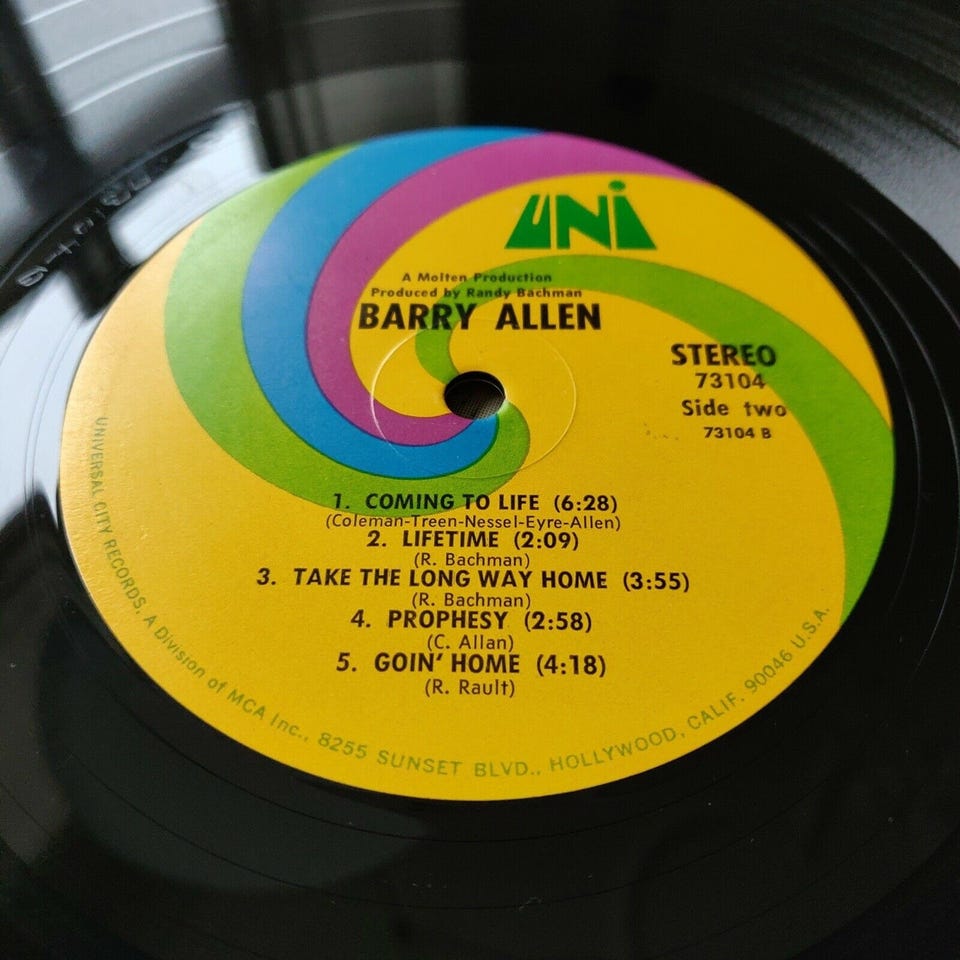 UNI
A Molten Production
Produced by Randy Bachman
BARRY ALLEN
STEREO
73104
Side two
73104 B
1. COMING TO LIFE (6:28)
(Coleman-Treen-Nessel-Eyre-Allen)
2. LIFETIME (2:09)
(R. Bachman)
3. TAKE THE LONG WAY HOME (3:55)
(R. Bachman)
4. PROPHESY (2:58)
(C. Allan)
5. GOIN' HOME (4:18)
(R. Rault)
UNIVERSAL CITY RECORDS, A Division of MCA Inc., 8255 SUNSET BLVD., HOLLYWOOD, CALIF. 90046 U.S.A.